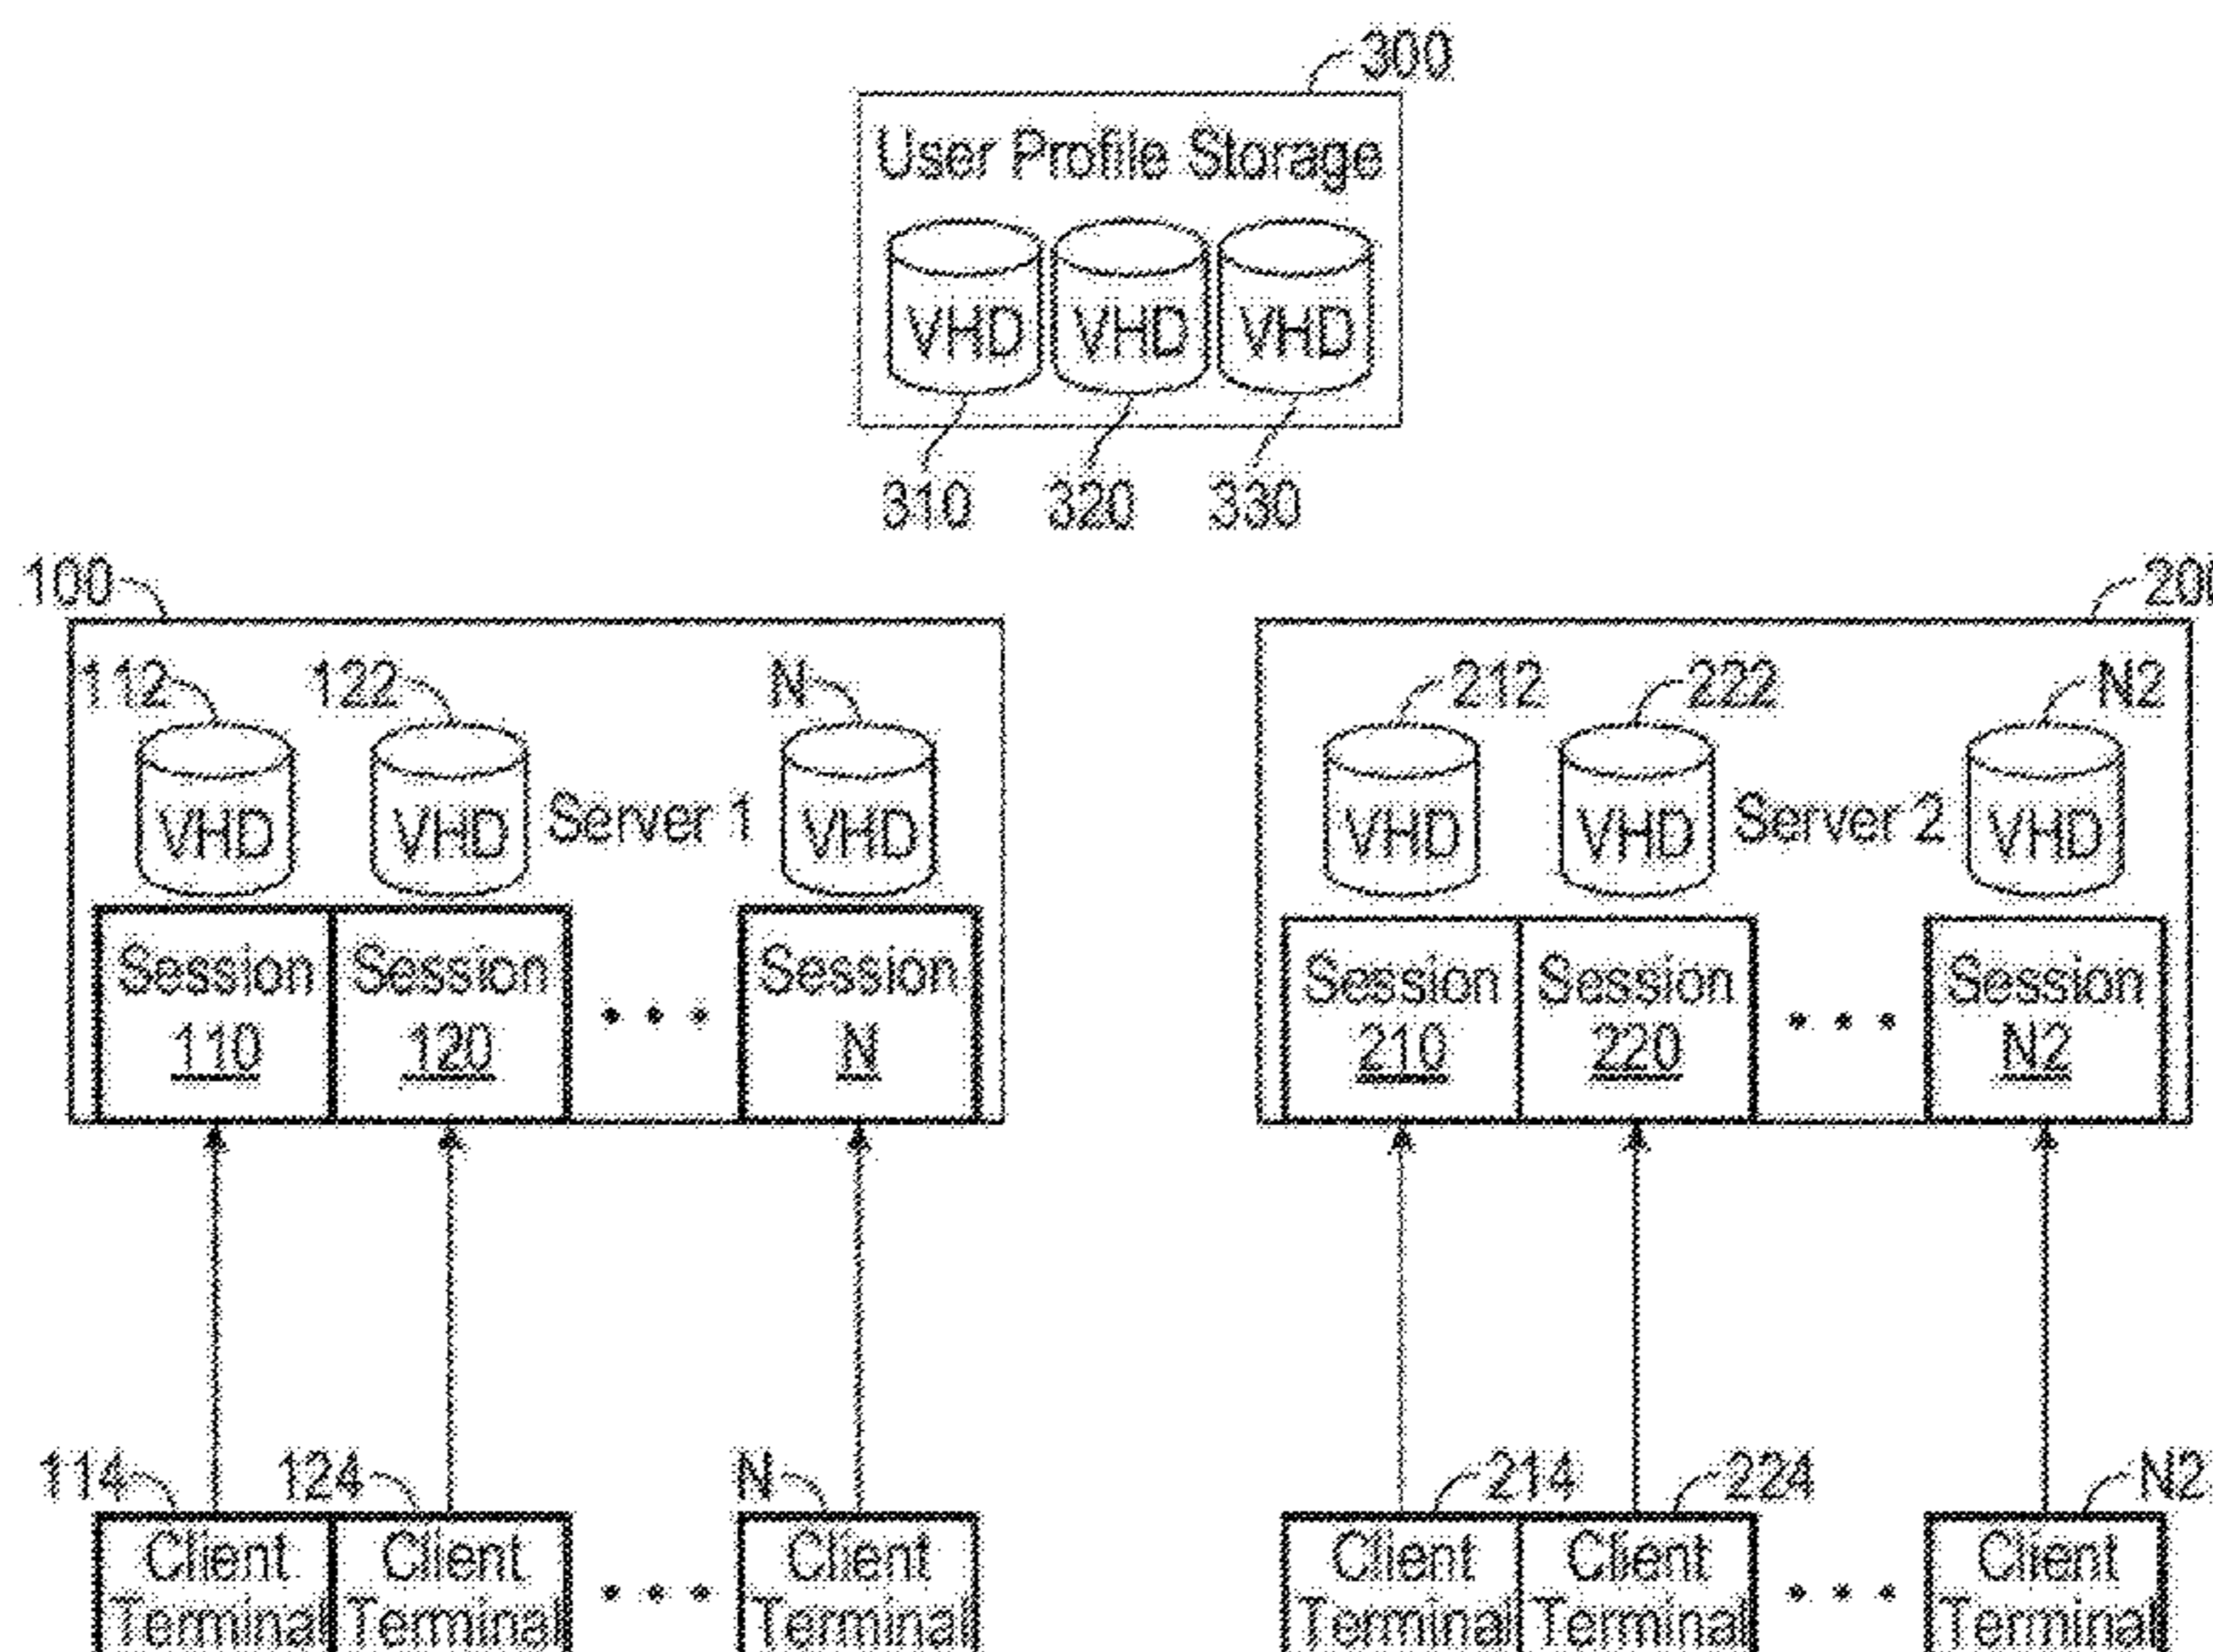 300
User Profile Storage
VHD VHD VHD
310 320 330
100
112 122 N
VHD VHD Server 1 VHD
Session Session Session
110 120 N
212 222 N2
VHD VHD Server 2 VHD
Session Session Session
210 220 N2
114 124 N
Client Client Client
Terminal Terminal Terminal
214 224 N2
Client Client Client
Terminal Terminal Terminal